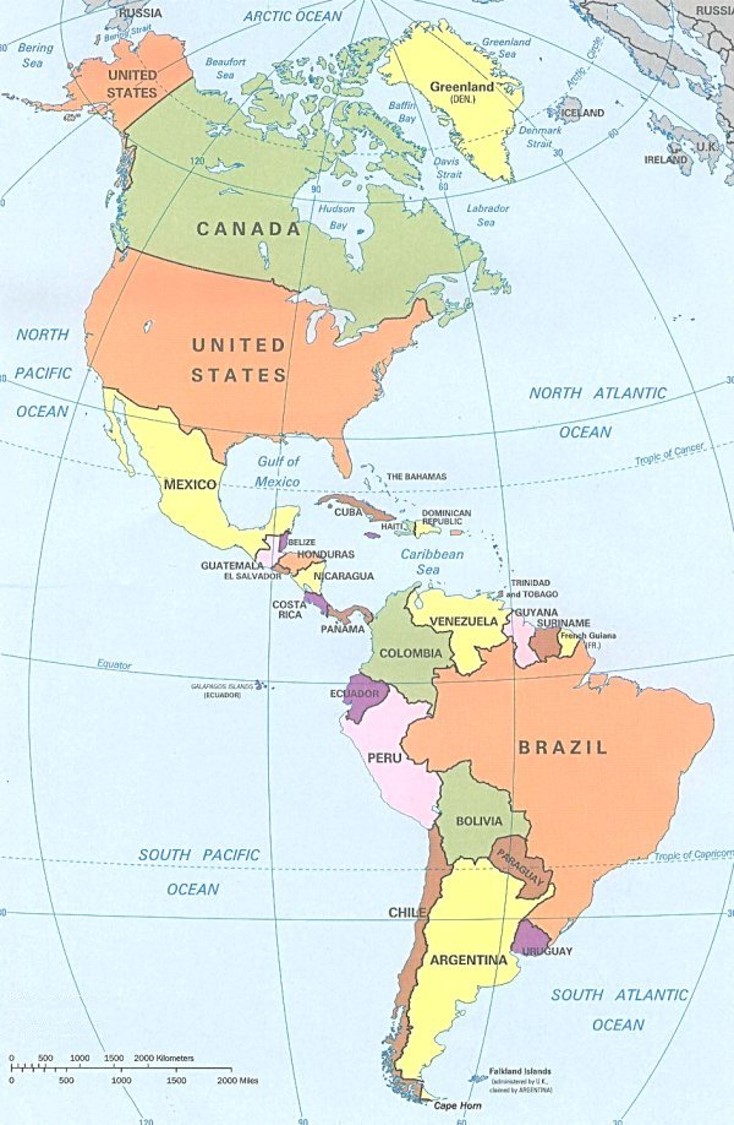 RUSSIA
ARCTIC OCEAN
RUSSIA
Bering
Sea
Bering Strait
Beaufort
Sea
Greenland
Sea
Arctic Circle
UNITED
STATES
Greenland
(DEN.)
Baffin
Bay
ICELAND
Denmark
Strait
IRELAND
U.K.
Davis
Strait
120
90
60
30
60
Hudson
Bay
Labrador
Sea
CANADA
NORTH
PACIFIC
OCEAN
UNITED
STATES
NORTH ATLANTIC
OCEAN
Tropic of Cancer
Gulf of
Mexico
MEXICO
THE BAHAMAS
CUBA
HAITI
DOMINICAN
REPUBLIC
BELIZE
HONDURAS
GUATEMALA
EL SALVADOR
NICARAGUA
Caribbean
Sea
COSTA
RICA
PANAMA
TRINIDAD
and TOBAGO
VENEZUELA
GUYANA
SURINAME
French Guiana
(FR.)
COLOMBIA
Equator
GALAPAGOS ISLANDS
(ECUADOR)
ECUADOR
PERU
BRAZIL
BOLIVIA
SOUTH PACIFIC
OCEAN
PARAGUAY
Tropic of Capricorn
CHILE
URUGUAY
ARGENTINA
SOUTH ATLANTIC
OCEAN
0 500 1000 1500 2000 Kilometers
0 500 1000 1500 2000 Miles
Falkland Islands
(administered by U.K.,
claimed by ARGENTINA)
Cape Horn
120
90
60
30